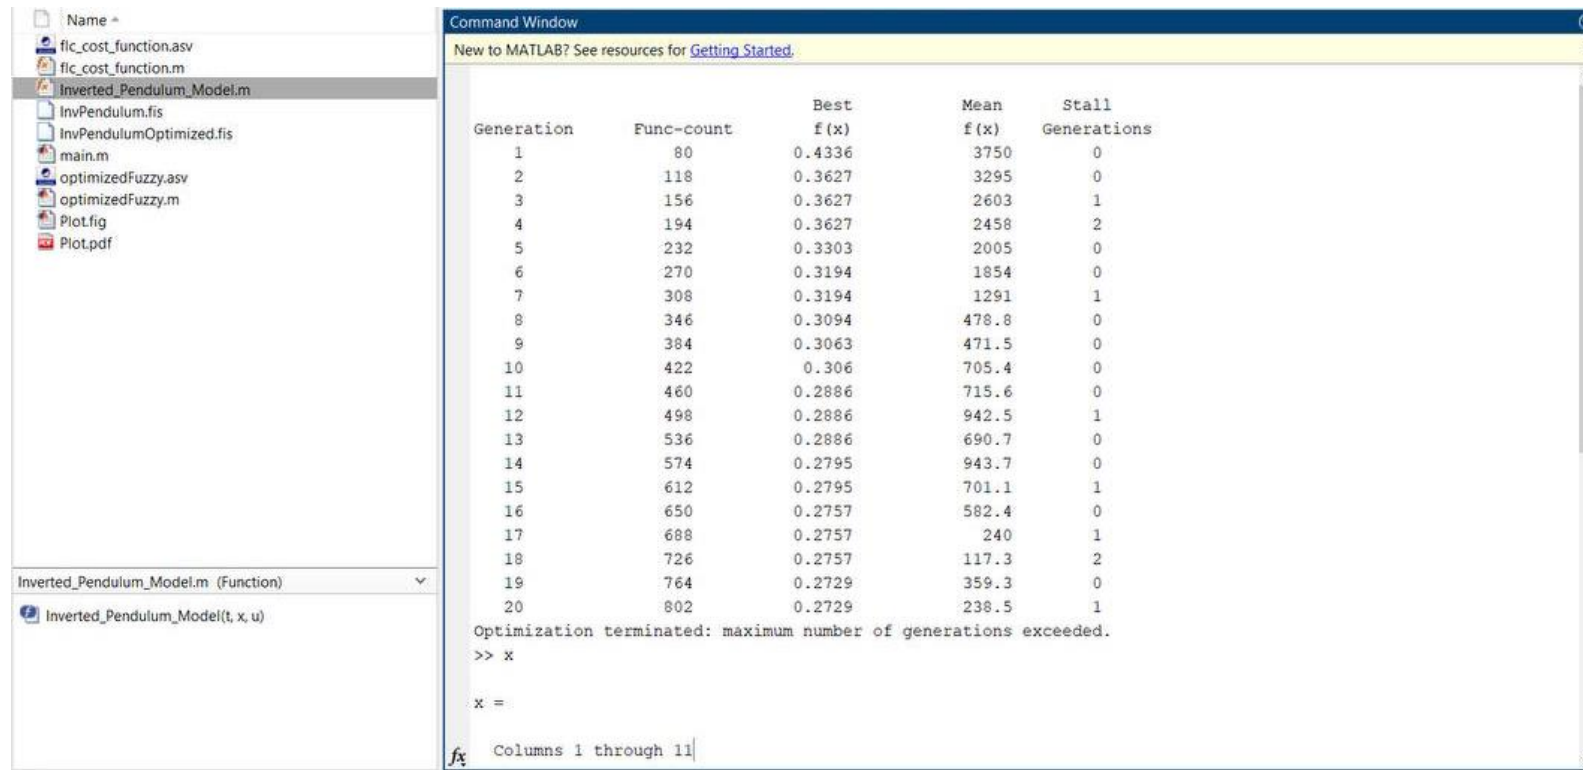 Name
flc_cost_function.asv
flc_cost_function.m
Inverted_Pendulum_Model.m
InvPendulum.fis
InvPendulumOptimized.fis
main.m
optimizedFuzzy.asv
optimizedFuzzy.m
Plot.fig
Plot.pdf
Inverted_Pendulum_Model.m (Function)
Inverted_Pendulum_Model(t, x, u)
Command Window
New to MATLAB? See resources for Getting Started.
Best Mean Stall
Generation Func-count f(x) f(x) Generations
1 80 0.4336 3750 0
2 118 0.3627 3295 0
3 156 0.3627 2603 1
4 194 0.3627 2458 2
5 232 0.3303 2005 0
6 270 0.3194 1854 0
7 308 0.3194 1291 1
8 346 0.3094 478.8 0
9 384 0.3063 471.5 0
10 422 0.306 705.4 0
11 460 0.2886 715.6 0
12 498 0.2886 942.5 1
13 536 0.2886 690.7 0
14 574 0.2795 943.7 0
15 612 0.2795 701.1 1
16 650 0.2757 582.4 0
17 688 0.2757 240 1
18 726 0.2757 117.3 2
19 764 0.2729 359.3 0
20 802 0.2729 238.5 1
Optimization terminated: maximum number of generations exceeded.
>> x
x =
fx Columns 1 through 11